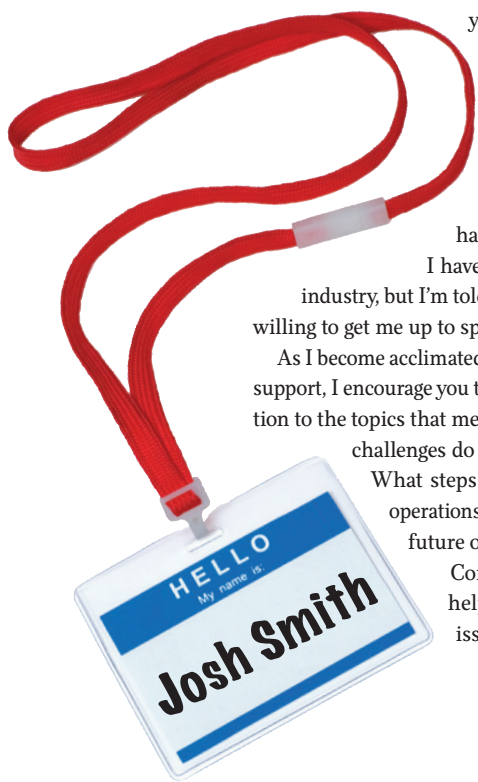 y
ha
I have
industry, but I'm told
willing to get me up to sp
As I become acclimated
support, I encourage you t
tion to the topics that me
challenges do
What steps
operations
future o
Co
hel
iss
HELLO
My name is:
Josh Smith